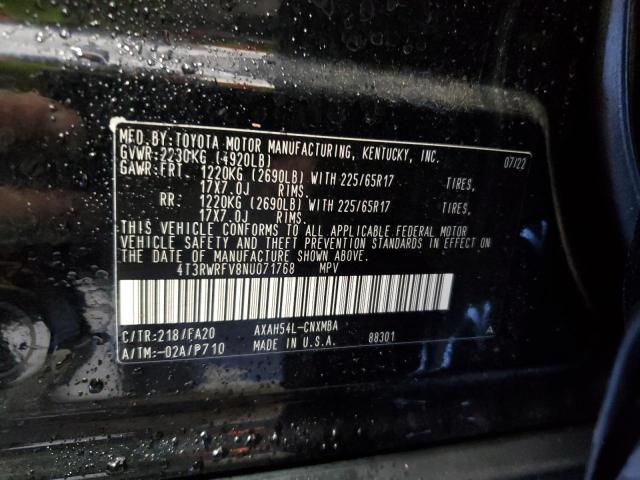 MFD. BY: TOYOTA MOTOR MANUFACTURING, KENTUCKY, INC.
GVWR: 2230KG (4920LB) 07/22
GAWR: FRT 1220KG (2690LB) WITH 225/65R17 TIRES,
17X7.0J RIMS.
RR: 1220KG (2690LB) WITH 225/65R17 TIRES,
17X7.0J RIMS.
THIS VEHICLE CONFORMS TO ALL APPLICABLE FEDERAL MOTOR
VEHICLE SAFETY AND THEFT PREVENTION STANDARDS IN EFFECT ON
THE DATE OF MANUFACTURE SHOWN ABOVE.
4T3RWRFV8NU071768 MPV
C/TR: 218/FA20 AXAH54L-CNXMBA A
A/TM: -02A/P710 MADE IN U.S.A. 88301